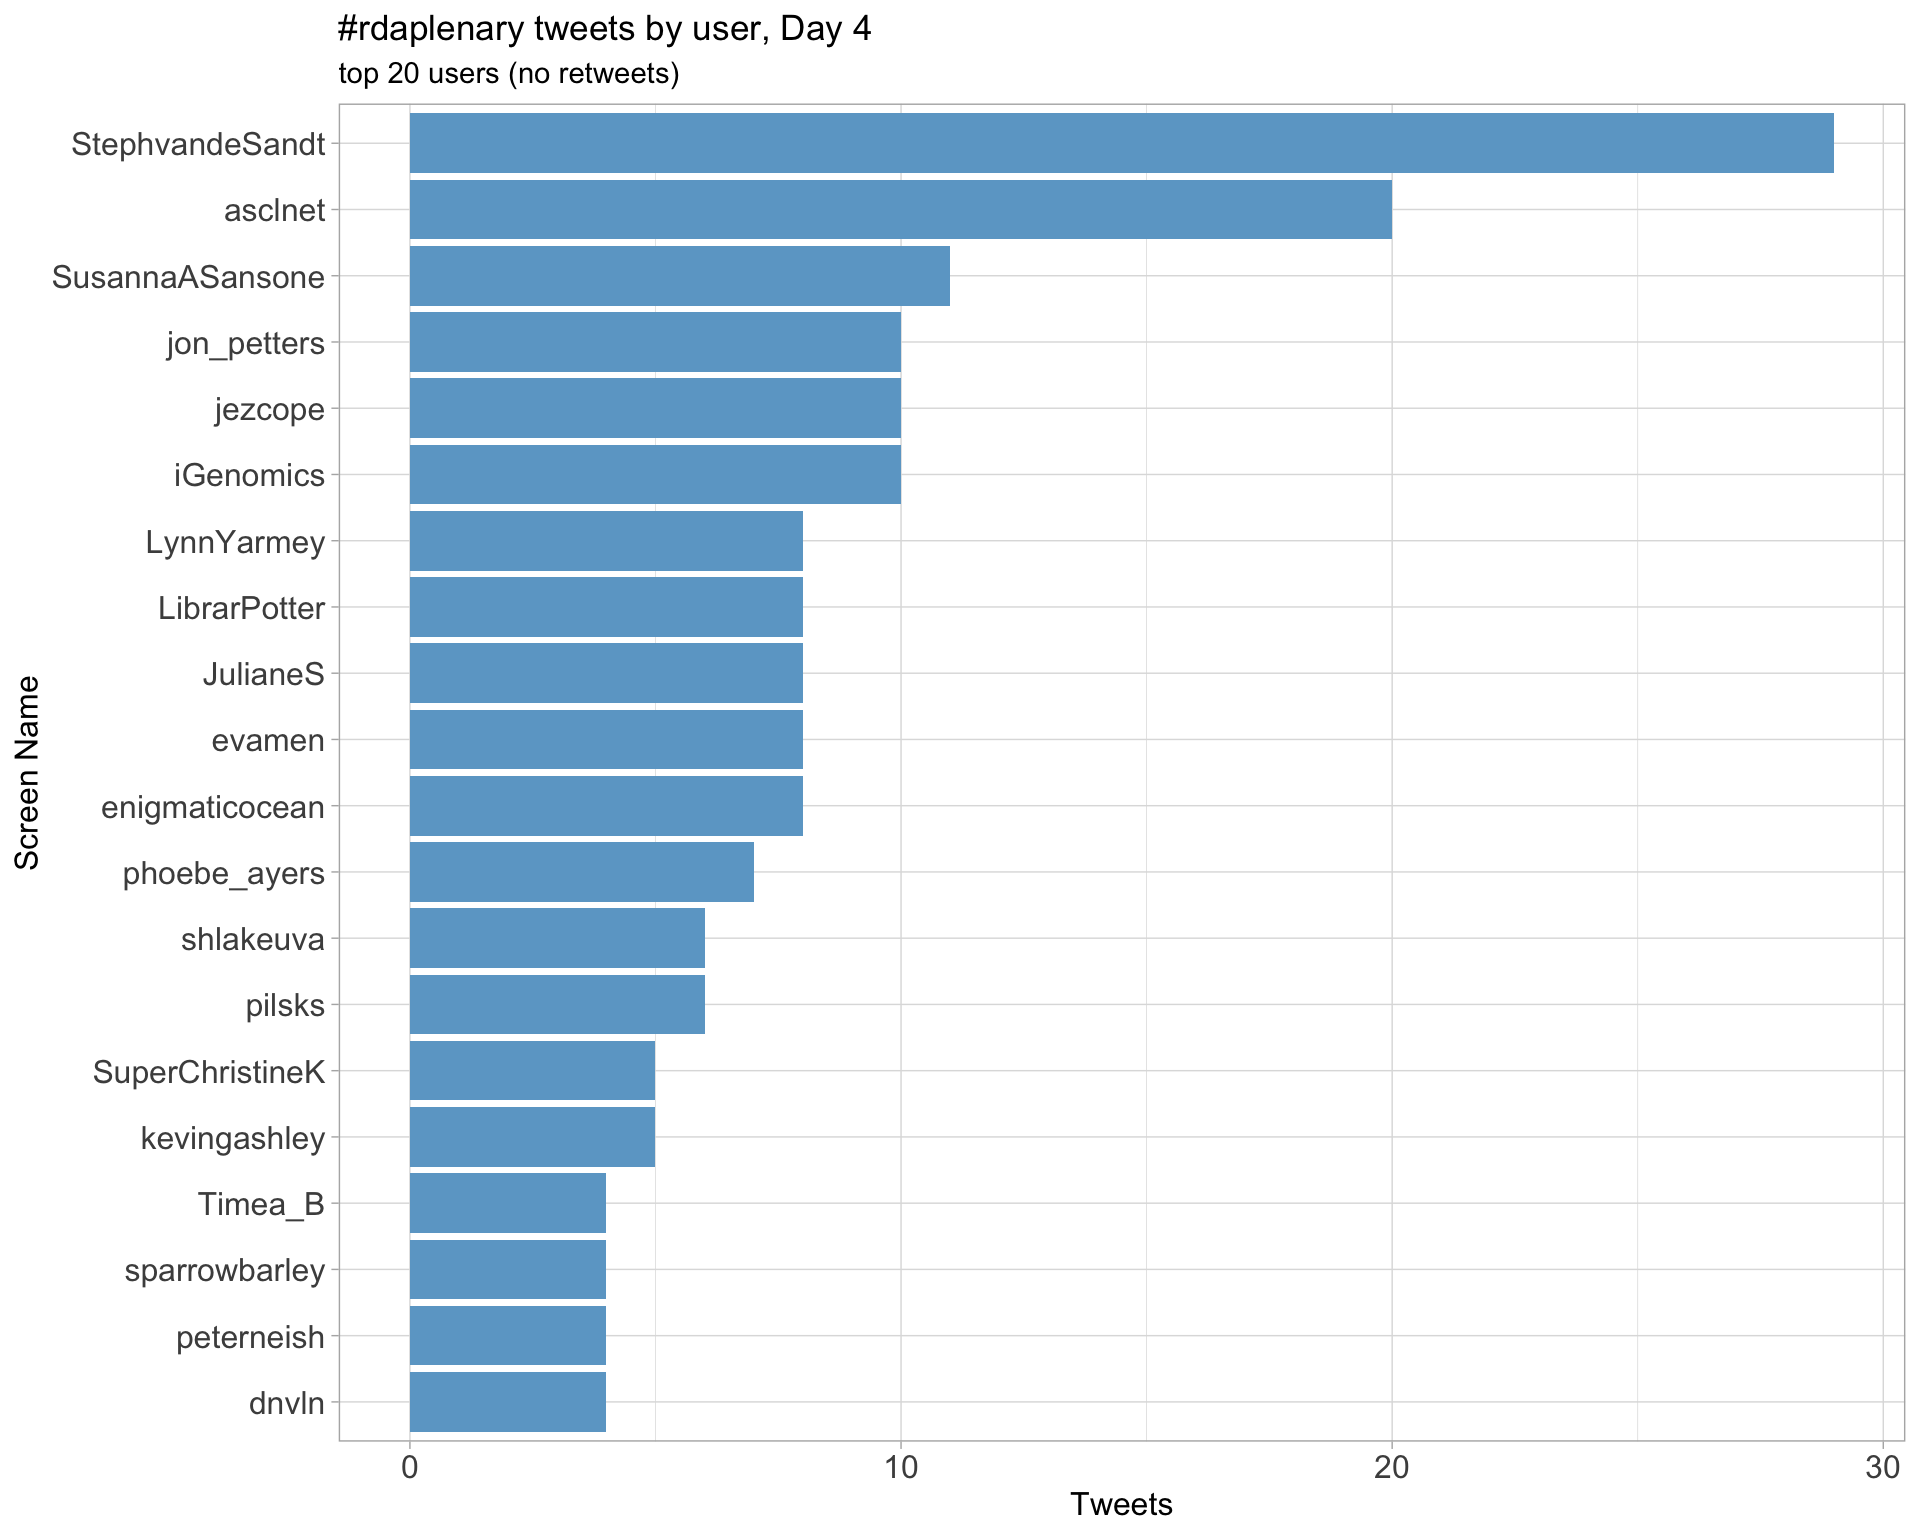 #rdaplenary tweets by user, Day 4
top 20 users (no retweets)
Screen Name
StephvandeSandt
asclnet
SusannaASansone
jon_petters
jezcope
iGenomics
LynnYarmey
LibrarPotter
JulianeS
evamen
enigmaticocean
phoebe_ayers
shlakeuva
pilsks
SuperChristineK
kevingashley
Timea_B
sparrowbarley
peterneish
dnvln
0 10 20 30
Tweets